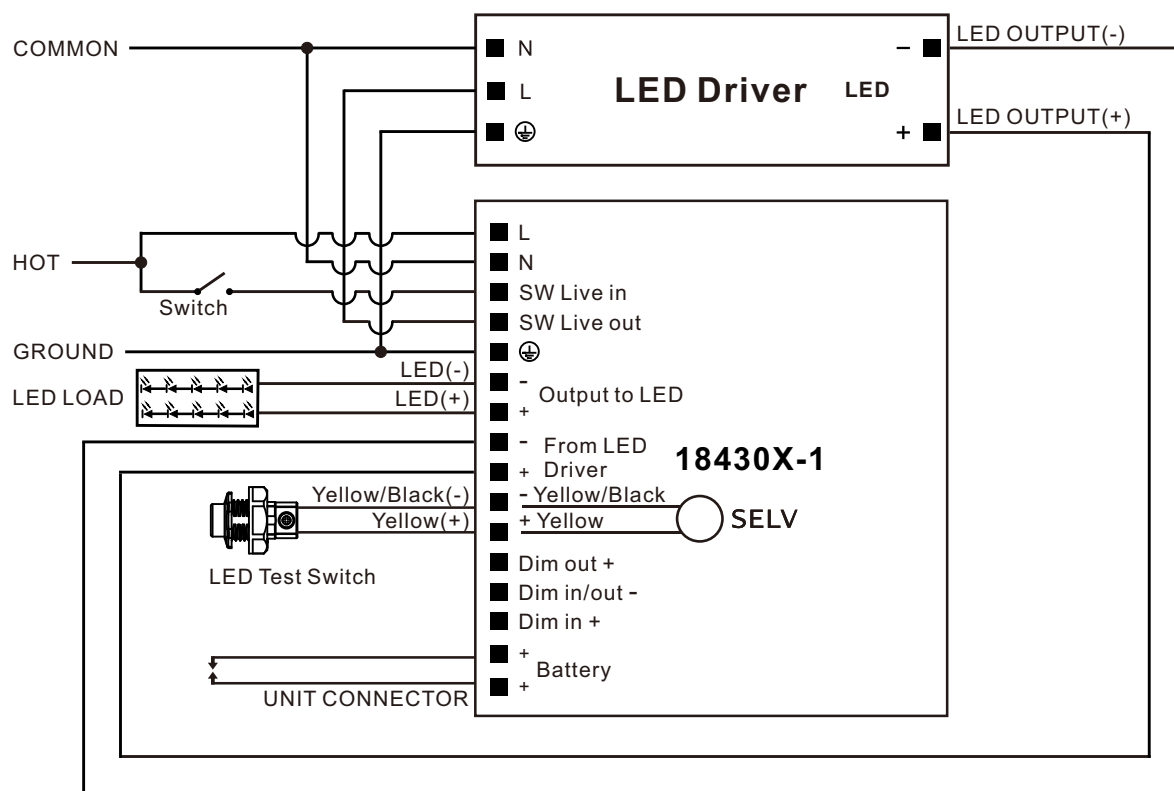 COMMON
N
L
LED Driver
LED
−
+
LED OUTPUT(-)
LED OUTPUT(+)
HOT
Switch
L
N
SW Live in
SW Live out
GROUND
LED LOAD
LED(-)
LED(+)
-
+
Output to LED
-
+
From LED
Driver
18430X-1
Yellow/Black(-)
Yellow(+)
- Yellow/Black
+ Yellow
SELV
LED Test Switch
Dim out +
Dim in/out -
Dim in +
+
Battery
+
UNIT CONNECTOR